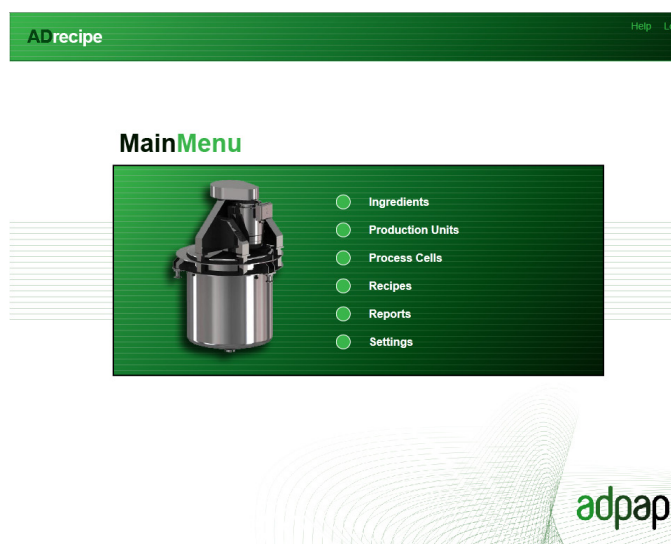 ADrecipe
Help
MainMenu
Ingredients
Production Units
Process Cells
Recipes
Reports
Settings
adpap